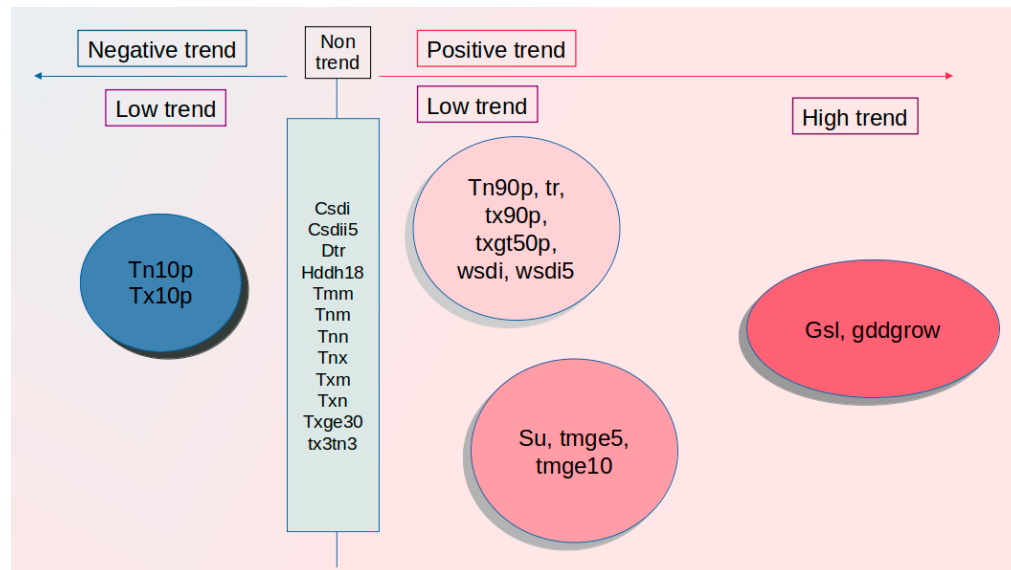 Negative trend
Non
trend
Positive trend
Low trend
Low trend
High trend
Tn10p
Tx10p
Csdi
Csdii5
Dtr
Hddh18
Tmm
Tnm
Tnn
Tnx
Txm
Txn
Txge30
tx3tn3
Tn90p, tr,
tx90p,
txgt50p,
wsdi, wsdi5
Su, tmge5,
tmge10
Gsl, gddgrow